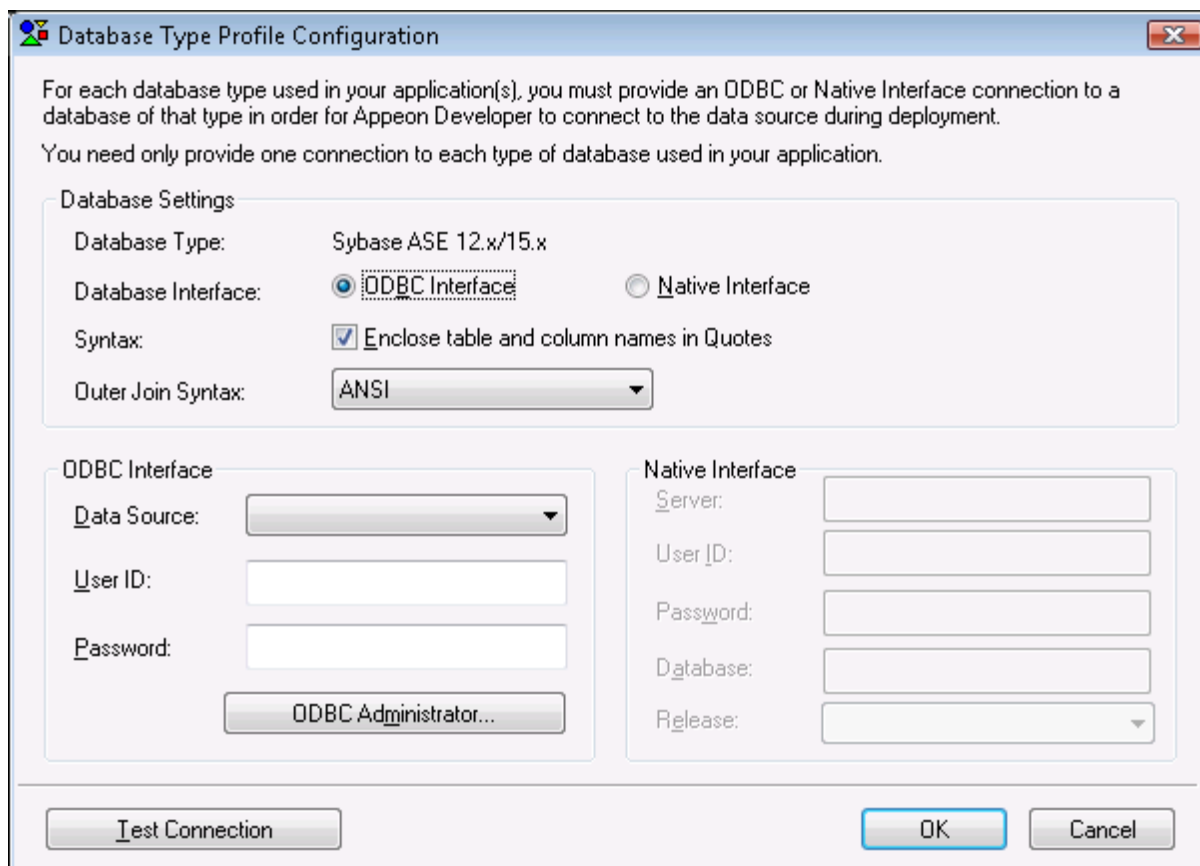 Database Type Profile Configuration
For each database type used in your application(s), you must provide an ODBC or Native Interface connection to a
database of that type in order for Appeon Developer to connect to the data source during deployment.
You need only provide one connection to each type of database used in your application.
Database Settings
Database Type: Sybase ASE 12.x/15.x
Database Interface: ODBC Interface Native Interface
Syntax: Enclose table and column names in Quotes
Outer Join Syntax: ANSI
ODBC Interface
Data Source:
User ID:
Password:
ODBC Administrator...
Native Interface
Server:
User ID:
Password:
Database:
Release:
Test Connection
OK
Cancel